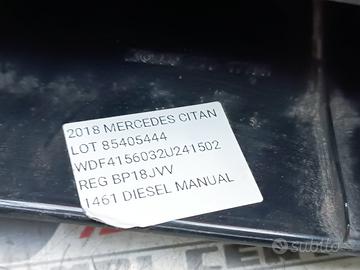 2018 MERCEDES CITAN
LOT 85405444
WDF4156032U241502
REG BP18JVV
1461 DIESEL MANUAL
subito